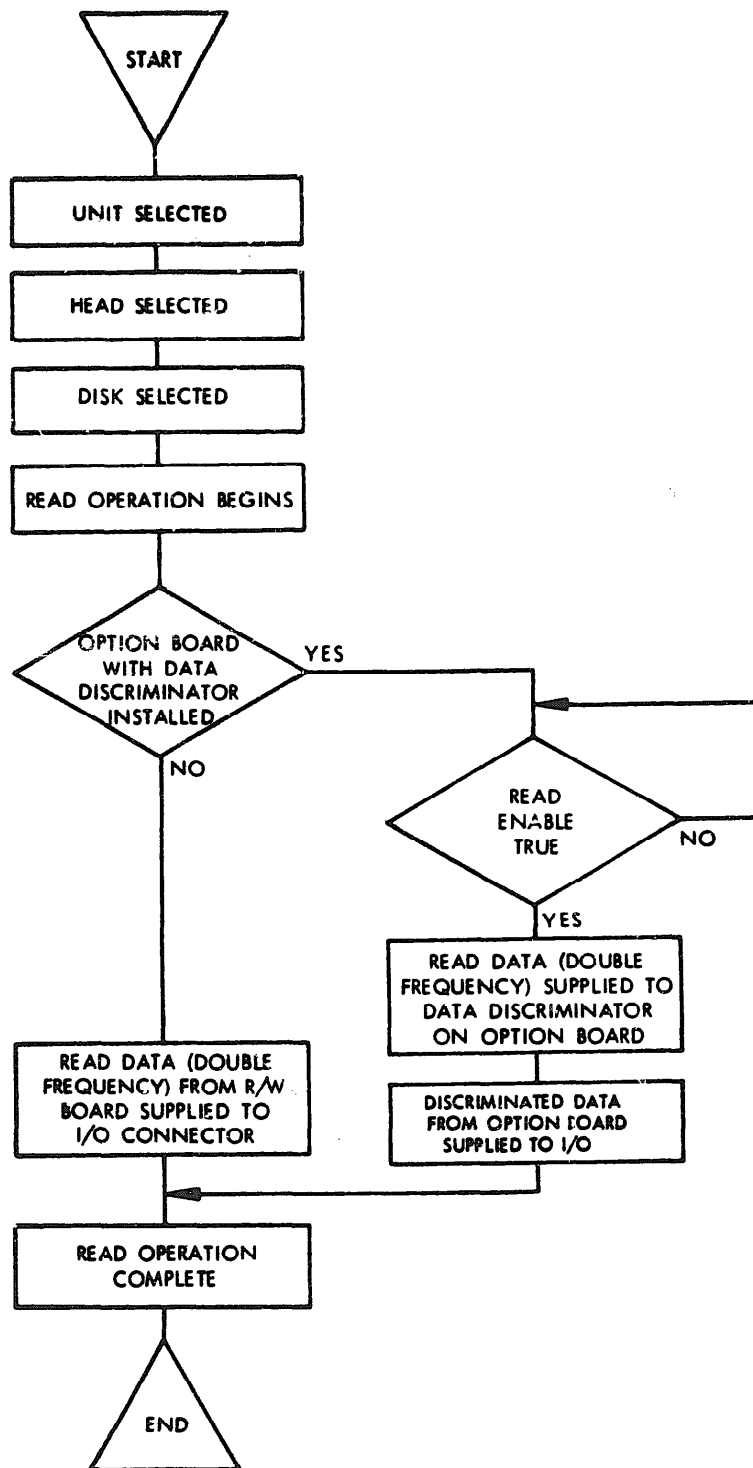 START
UNIT SELECTED
HEAD SELECTED
DISK SELECTED
READ OPERATION BEGINS
OPTION BOARD
WITH DATA
DISCRIMINATOR
INSTALLED
YES
NO
READ
ENABLE
TRUE
NO
YES
READ DATA (DOUBLE
FREQUENCY) SUPPLIED TO
DATA DISCRIMINATOR
ON OPTION BOARD
READ DATA (DOUBLE
FREQUENCY) FROM R/W
BOARD SUPPLIED TO
I/O CONNECTOR
DISCRIMINATED DATA
FROM OPTION BOARD
SUPPLIED TO I/O
READ OPERATION
COMPLETE
END